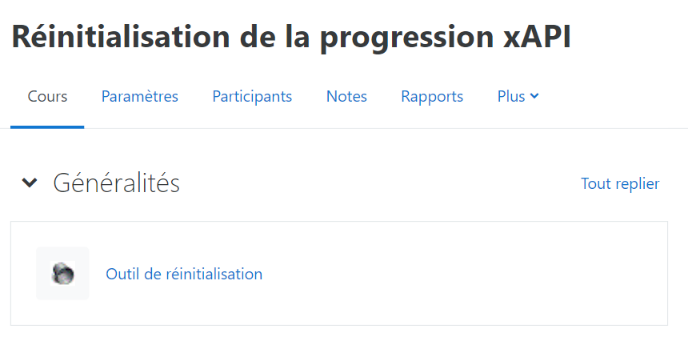 Réinitialisation de la progression xAPI
Cours Paramètres Participants Notes Rapports Plus
Généralités Tout replier
Outil de réinitialisation